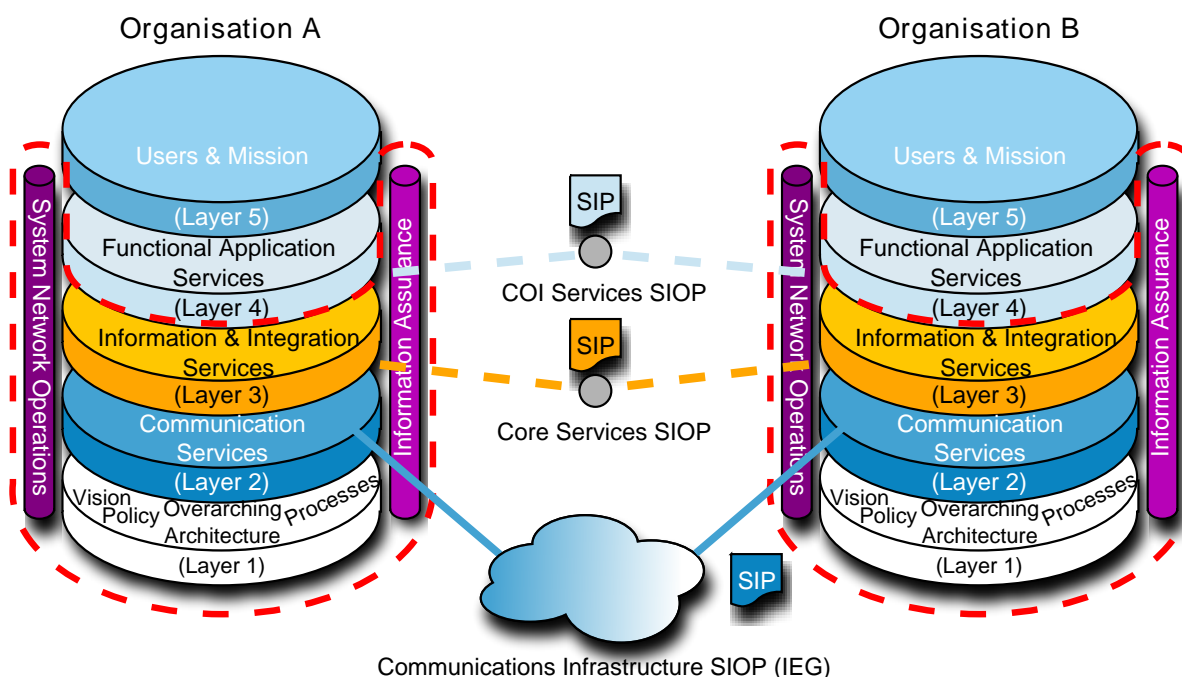 Organisation A
Users & Mission
(Layer 5)
Functional Application
Services
(Layer 4)
Information & Integration
Services
(Layer 3)
Communication
Services
(Layer 2)
Vision
Policy
Overarching
Architecture
Processes
(Layer 1)
System Network Operations
Information Assurance
SIP
COI Services SIOP
SIP
Core Services SIOP
SIP
Communications Infrastructure SIOP (IEG)
Organisation B
Users & Mission
(Layer 5)
Functional Application
Services
(Layer 4)
Information & Integration
Services
(Layer 3)
Communication
Services
(Layer 2)
Vision
Policy
Overarching
Architecture
Processes
(Layer 1)
System Network Operations
Information Assurance